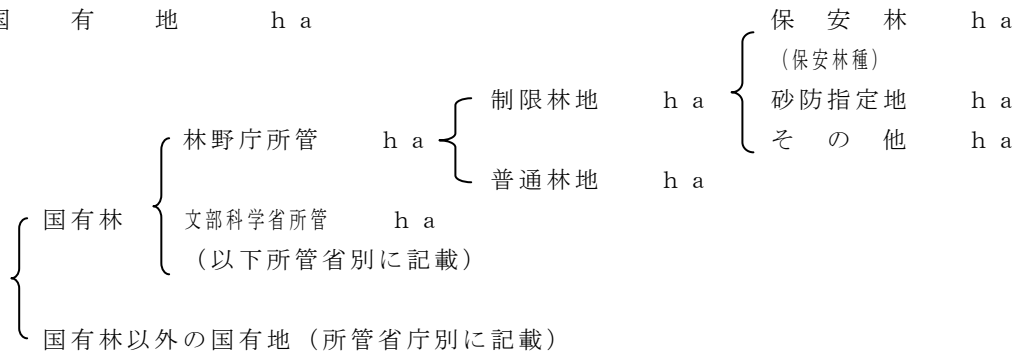 国 有 地 ha
保 安 林 ha
(保安林種)
制限林地 ha
砂防指定地 ha
林野庁所管 ha
そ の 他 ha
普通林地 ha
国有林
文部科学省所管 ha
(以下所管省別に記載)
国有林以外の国有地(所管省庁別に記載)